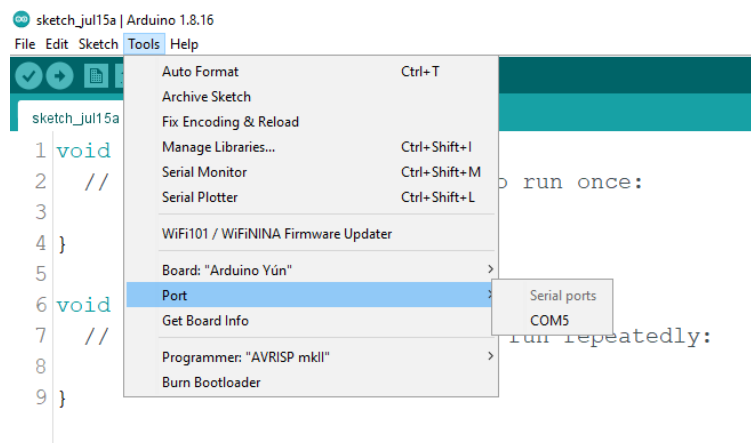 sketch_jul15a | Arduino 1.8.16
File Edit Sketch Tools Help
Auto Format Ctrl+T
Archive Sketch
sketch_jul15a Fix Encoding & Reload
1 void Manage Libraries... Ctrl+Shift+I
2 // Serial Monitor Ctrl+Shift+M run once:
3 Serial Plotter Ctrl+Shift+L
4 } WiFi101 / WiFiNINA Firmware Updater
5 Board: "Arduino Yún" >
6 void Port > Serial ports
7 // Get Board Info COM5 run repeatedly:
8 Programmer: "AVRISP mkII" >
9 } Burn Bootloader